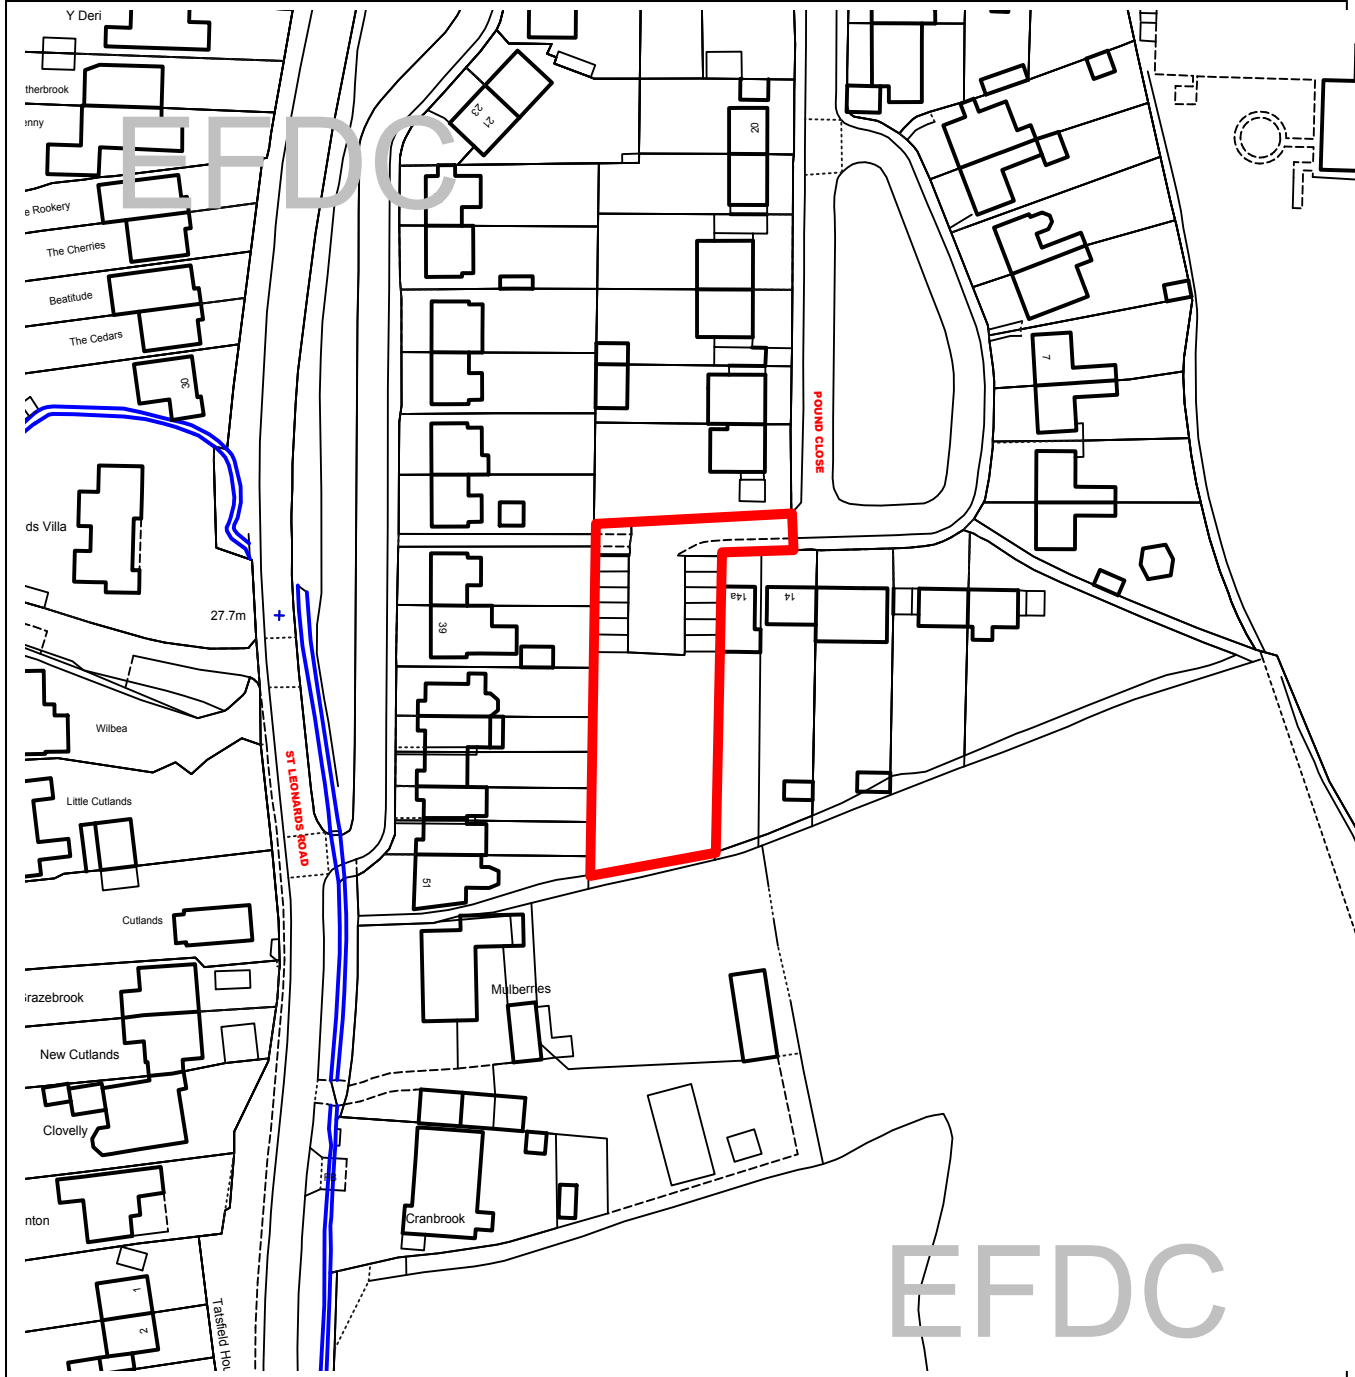 Y Deri
therbrook
enny
EFDC
e Rookery
The Cherries
Beatitude
The Cedars
30
23
21
20
7
POUND CLOSE
ds Villa
27.7m
39
14a
14
Wilbea
ST LEONARDS ROAD
Little Cutlands
51
Cutlands
Grazebrook
Mulberries
New Cutlands
Clovelly
FB
nton
Cranbrook
EFDC
1
2
Tatsfield Hou